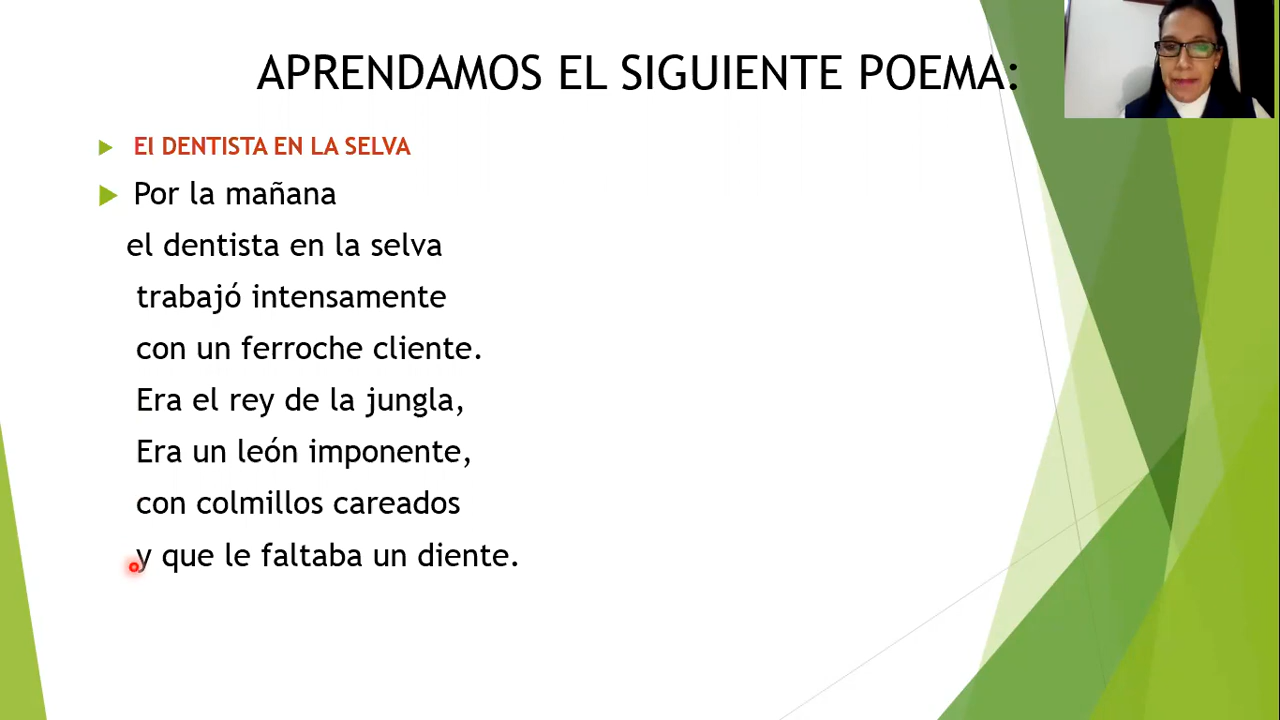 APRENDAMOS EL SIGUIENTE POEMA:
El DENTISTA EN LA SELVA
Por la mañana
el dentista en la selva
trabajó intensamente
con un ferroche cliente.
Era el rey de la jungla,
Era un león imponente,
con colmillos careados
y que le faltaba un diente.